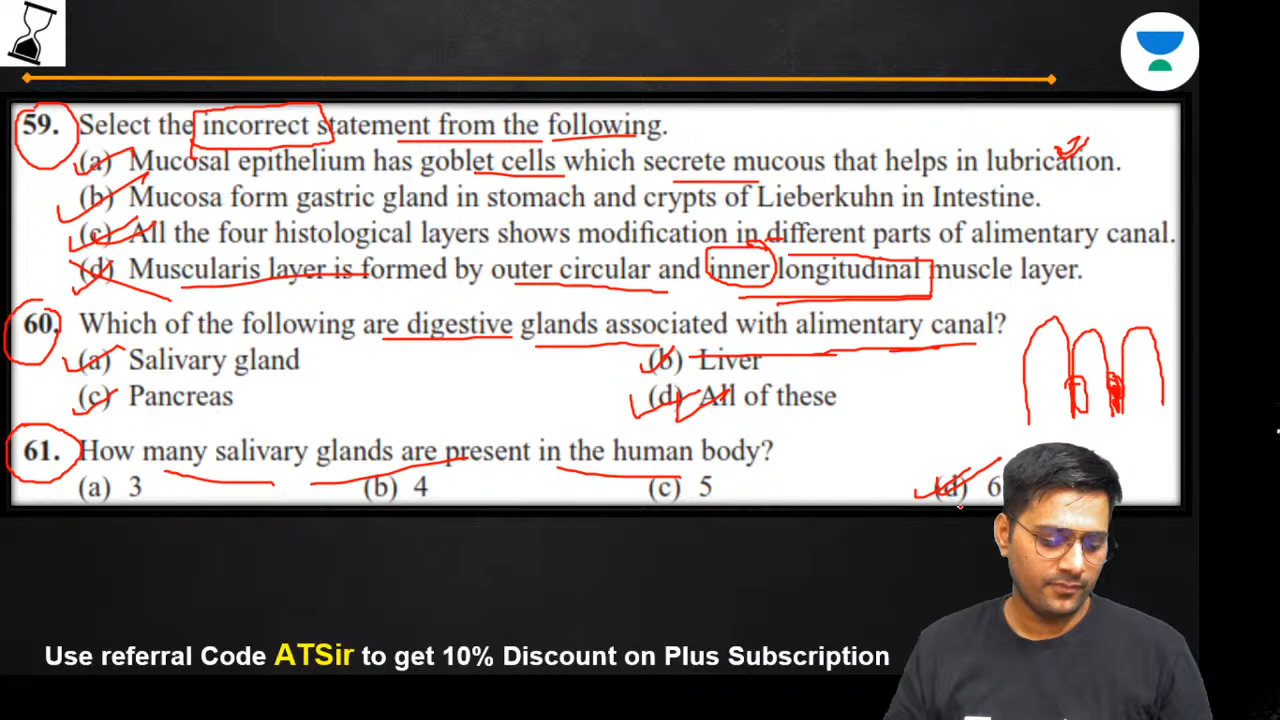 59. Select the incorrect statement from the following.
(a) Mucosal epithelium has goblet cells which secrete mucous that helps in lubrication.
(b) Mucosa form gastric gland in stomach and crypts of Lieberkuhn in Intestine.
(c) All the four histological layers shows modification in different parts of alimentary canal.
(d) Muscularis layer is formed by outer circular and inner longitudinal muscle layer.
60. Which of the following are digestive glands associated with alimentary canal?
(a) Salivary gland (b) Liver
(c) Pancreas (d) All of these
61. How many salivary glands are present in the human body?
(a) 3 (b) 4 (c) 5 (d) 6
Use referral Code ATSir to get 10% Discount on Plus Subscription